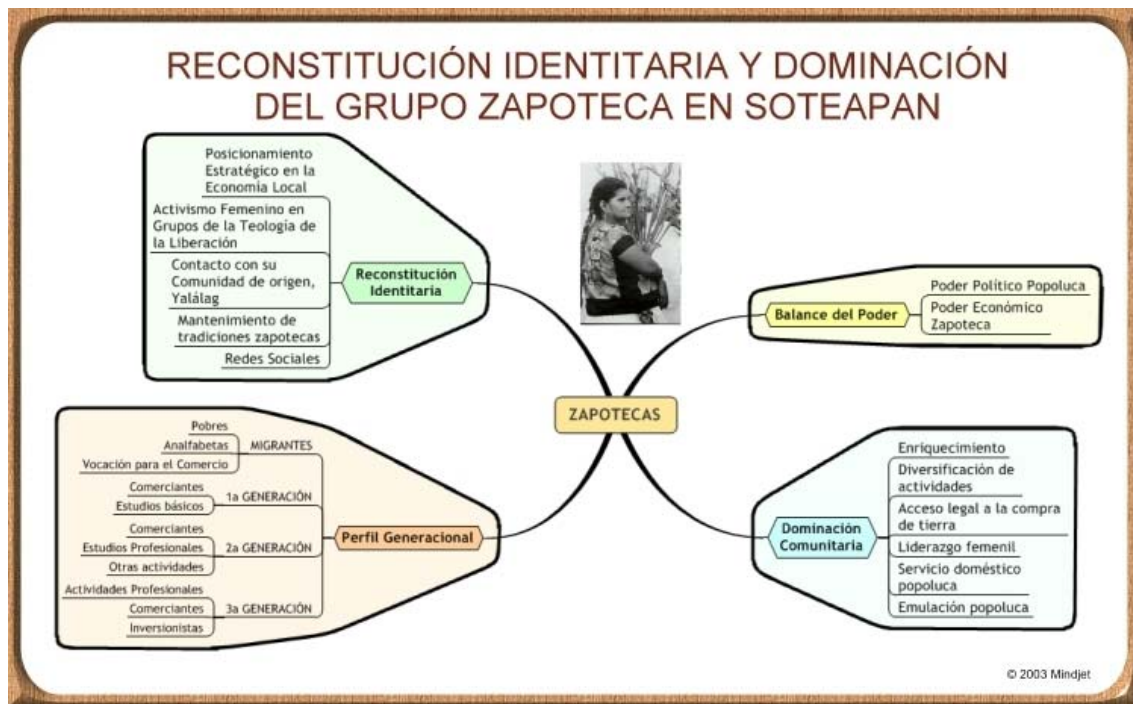 RECONSTITUCIÓN IDENTITARIA Y DOMINACIÓN
DEL GRUPO ZAPOTECA EN SOTEAPAN
Posicionamiento
Estratégico en la
Economía Local
Activismo Femenino en
Grupos de la Teología de
la Liberación
Contacto con su
Comunidad de origen,
Yalálag
Mantenimiento de
tradiciones zapotecas
Redes Sociales
Reconstitución
Identitaria
Balance del Poder
Poder Político Popoluca
Poder Económico
Zapoteca
ZAPOTECAS
Pobres
Analfabetas
Vocación para el Comercio
MIGRANTES
Comerciantes
Estudios básicos
1a GENERACIÓN
Comerciantes
Estudios Profesionales
Otras actividades
2a GENERACIÓN
Actividades Profesionales
Comerciantes
Inversionistas
3a GENERACIÓN
Perfil Generacional
Dominación
Comunitaria
Enriquecimiento
Diversificación de
actividades
Acceso legal a la compra
de tierra
Liderazgo femenil
Servicio doméstico
popoluca
Emulación popoluca
© 2003 Mindjet